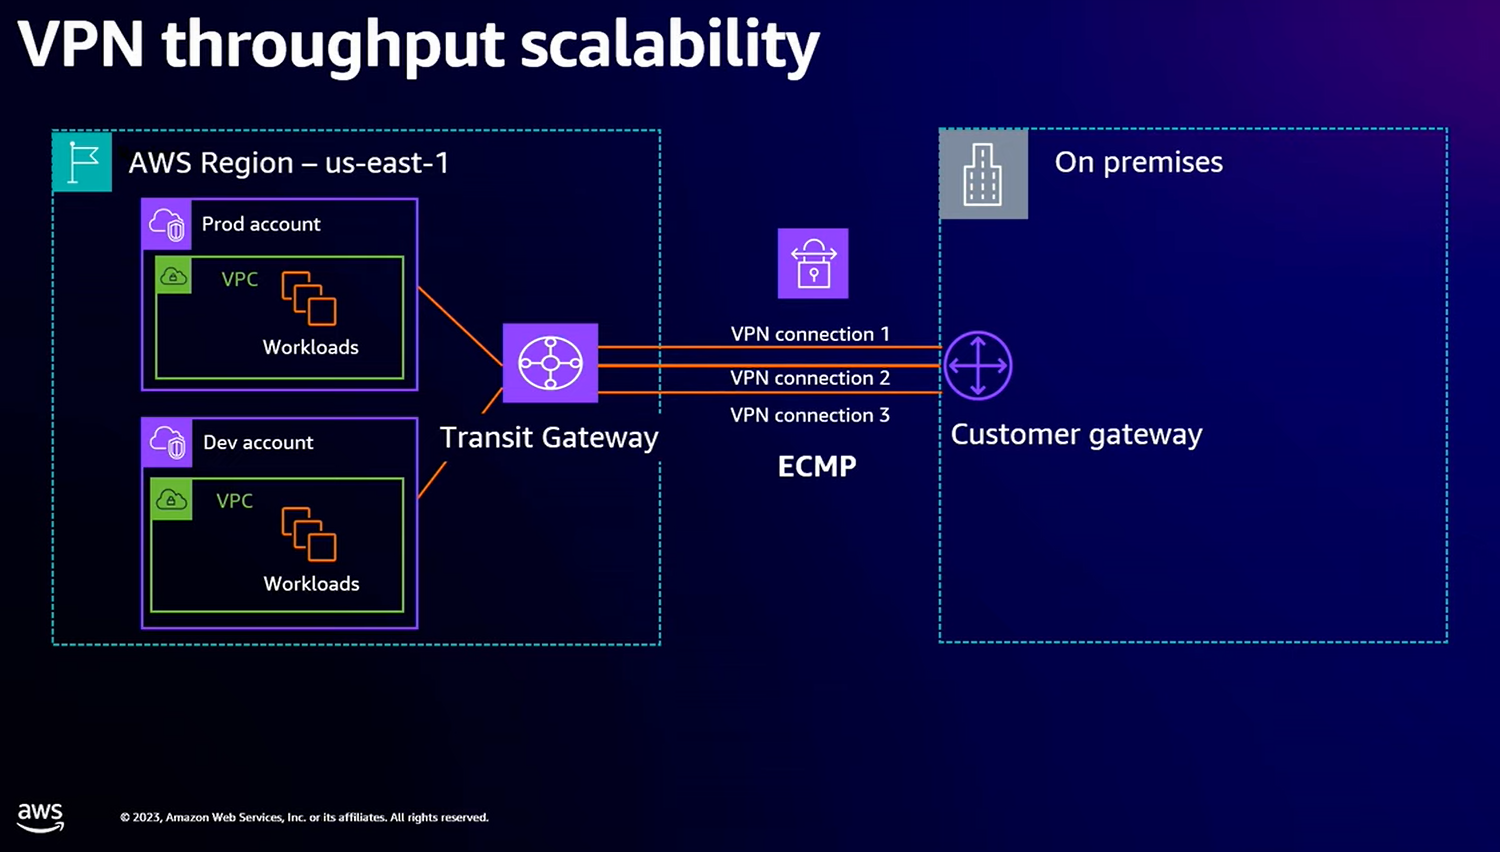 VPN throughput scalability
AWS Region – us-east-1
Prod account
VPC
Workloads
Dev account
VPC
Workloads
Transit Gateway
VPN connection 1
VPN connection 2
VPN connection 3
ECMP
On premises
Customer gateway
aws
© 2023, Amazon Web Services, Inc. or its affiliates. All rights reserved.